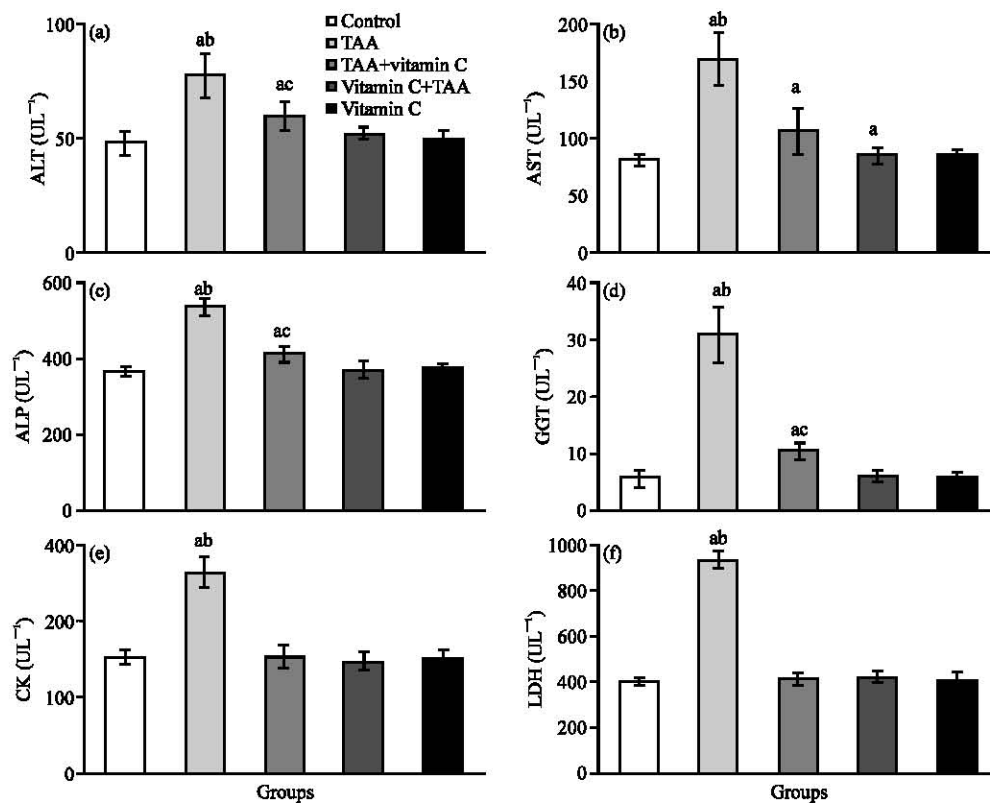 (a)
ALT (UL⁻¹)
100
50
0
ab
ac
Control
TAA
TAA+vitamin C
Vitamin C+TAA
Vitamin C
(b)
AST (UL⁻¹)
200
150
100
50
0
ab
a
a
(c)
ALP (UL⁻¹)
600
400
200
0
ab
ac
(d)
GGT (UL⁻¹)
40
30
20
10
0
ab
ac
(e)
CK (UL⁻¹)
400
200
100
0
ab
Groups
(f)
LDH (UL⁻¹)
1000
800
600
400
200
0
ab
Groups